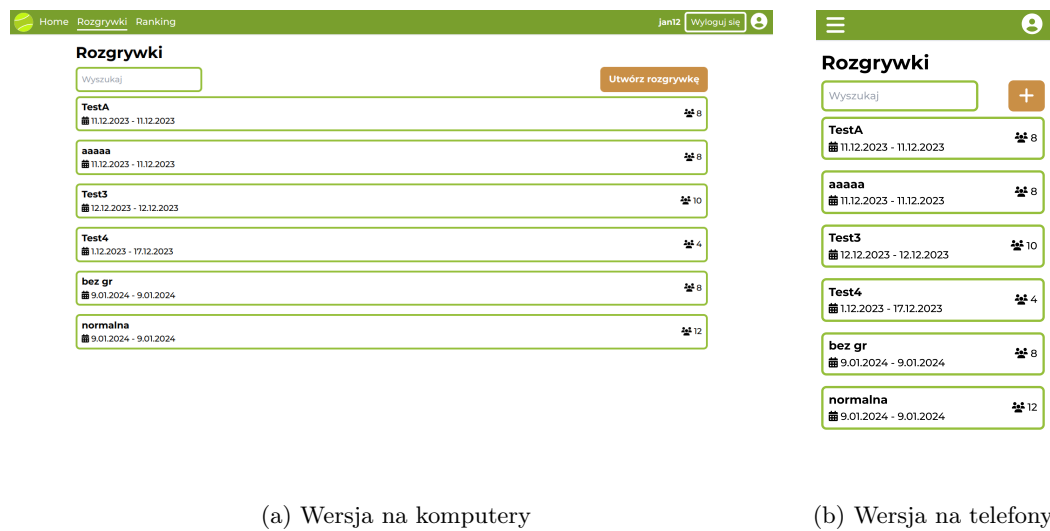 Home Rozgrywki Ranking
jan12 Wyloguj się
Rozgrywki
Wyszukaj
Utwórz rozgrywkę
TestA
11.12.2023 - 11.12.2023
8
aaaaa
11.12.2023 - 11.12.2023
8
Test3
12.12.2023 - 12.12.2023
10
Test4
1.12.2023 - 17.12.2023
4
bez gr
9.01.2024 - 9.01.2024
8
normalna
9.01.2024 - 9.01.2024
12
(a) Wersja na komputery
Rozgrywki
Wyszukaj
TestA
11.12.2023 - 11.12.2023
8
aaaaa
11.12.2023 - 11.12.2023
8
Test3
12.12.2023 - 12.12.2023
10
Test4
1.12.2023 - 17.12.2023
4
bez gr
9.01.2024 - 9.01.2024
8
normalna
9.01.2024 - 9.01.2024
12
(b) Wersja na telefony